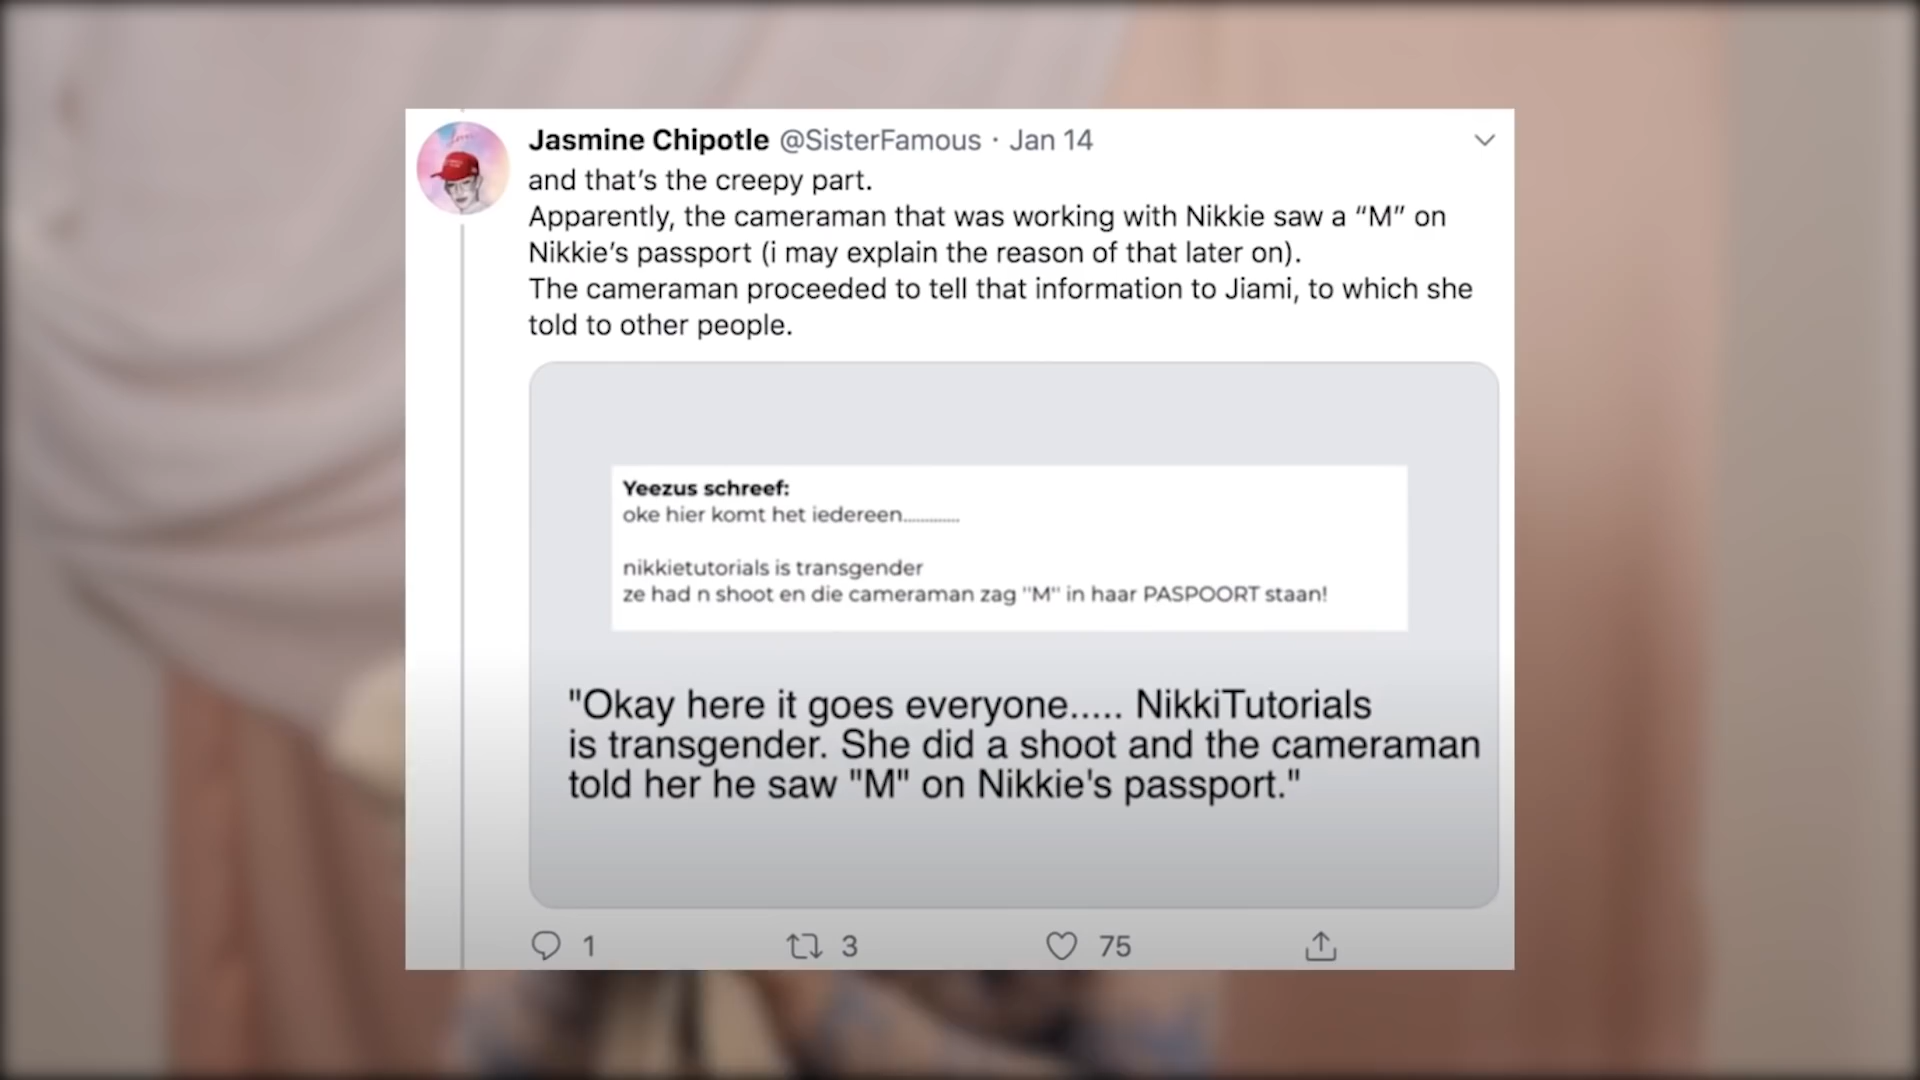 Jasmine Chipotle @SisterFamous · Jan 14
and that's the creepy part.
Apparently, the cameraman that was working with Nikkie saw a “M” on
Nikkie's passport (i may explain the reason of that later on).
The cameraman proceeded to tell that information to Jiami, to which she
told to other people.
Yeezus schreef:
oke hier komt het iedereen.............
nikkietutorials is transgender
ze had n shoot en die cameraman zag "M" in haar PASPOORT staan!
"Okay here it goes everyone..... NikkiTutorials
is transgender. She did a shoot and the cameraman
told her he saw "M" on Nikkie's passport."
1 3 75